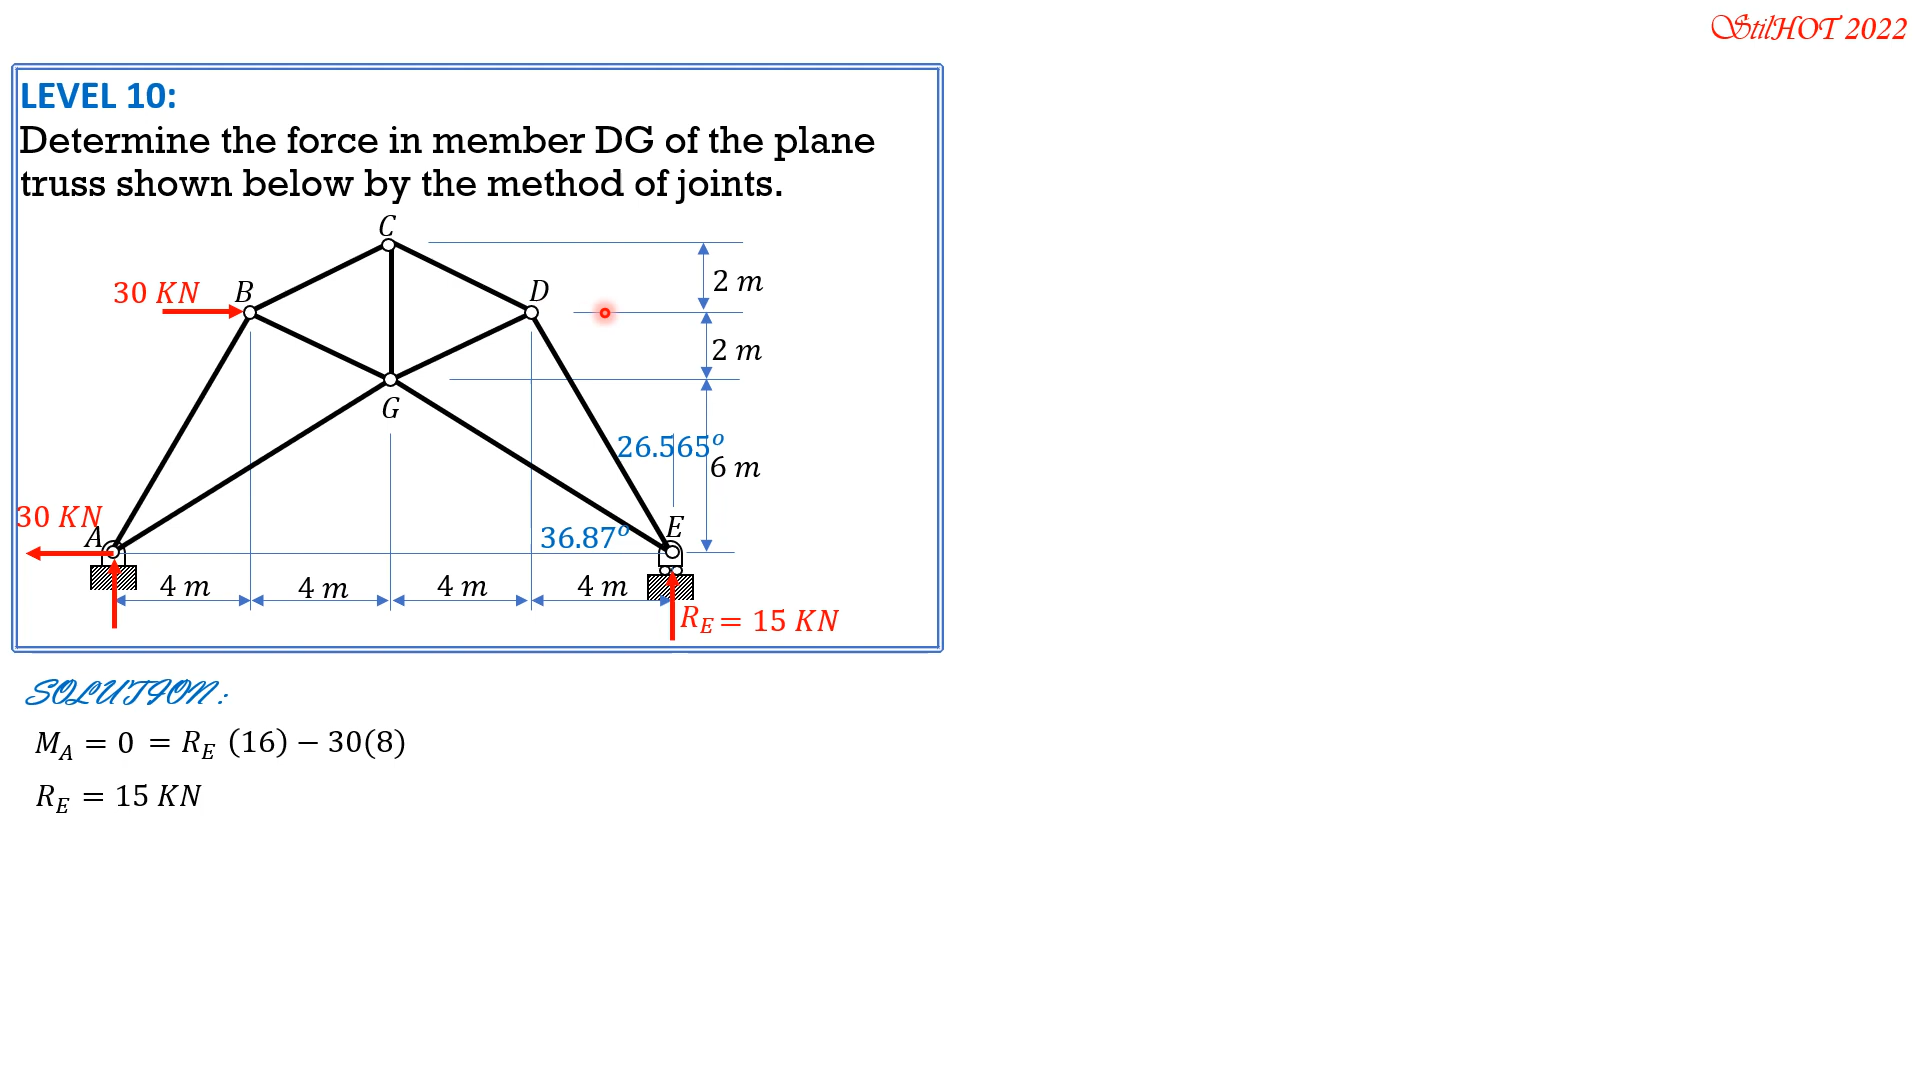 StilHOT 2022
LEVEL 10:
Determine the force in member DG of the plane
truss shown below by the method of joints.
C
2 m
30 KN
B
D
2 m
G
26.565°
6 m
30 KN
A
36.87°
E
4 m
4 m
4 m
4 m
R_E = 15 KN
SOLUTION:
M_A = 0 = R_E (16) − 30(8)
R_E = 15 KN